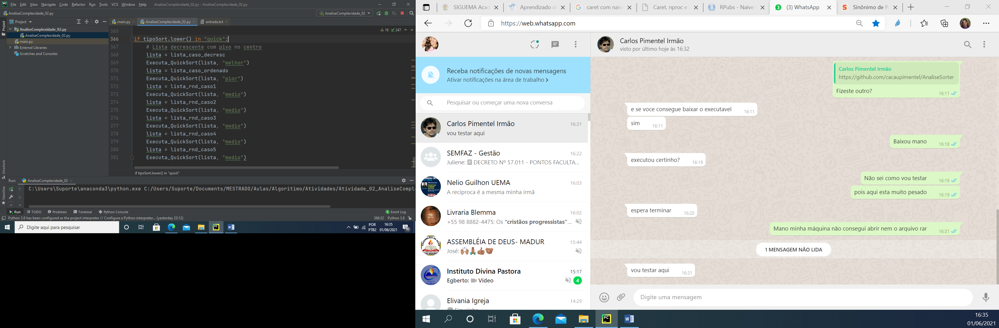 File Edit View Navigate Code Refactor Run Tools VCS Window Help AnaliseComplexidade_02.py - AnaliseComplexidade_02.py
AnaliseComplexidade_02.py
AnaliseComplexidade_02
Project
main.py
AnaliseComplexidade_02.py
entrada.txt
AnaliseComplexidade_02.py
AnaliseComplexidade_02.py
main.py
External Libraries
Scratches and Consoles
Project
Structure
Favorites
16 247
365
366 if tipoSort.lower() in "quick":
367 # Lista decrescente com pivo no centro
368 lista = lista_caso_decresc
369 Executa_QuickSort(lista, "melhor")
370 lista = lista_caso_ordenado
371 Executa_QuickSort(lista, "pior")
372 lista = lista_rnd_caso1
373 Executa_QuickSort(lista, "medio")
374 lista = lista_rnd_caso2
375 Executa_QuickSort(lista, "medio")
376 lista = lista_rnd_caso3
377 Executa_QuickSort(lista, "medio")
378 lista = lista_rnd_caso4
379 Executa_QuickSort(lista, "medio")
380 lista = lista_rnd_caso5
381 Executa_QuickSort(lista, "medio")
if tipoSort.lower() in "quick"
Run: AnaliseComplexidade_02
C:\Users\Suporte\anaconda3\python.exe C:/Users/Suporte/Documents/MESTRADO/Aulas/Algoritimo/Atividades/Atividade_02_AnaliseComple
Run TODO Problems Terminal Python Console 1 Event Log
Python 3.8 has been configured as the project interpreter // Configure a Python interpreter... (yesterday 23:12) 366:32 Python 3.8
Digite aqui para pesquisar
POR
PTB2
16:35
01/06/2021
10
SIGUEMA Acad
Aprendizado d
caret com naiv
Caret, nproc e
RPubs - Naive
(3) WhatsApp
Sinônimo de P
https://web.whatsapp.com
Receba notificações de novas mensagens
Ativar notificações na área de trabalho
Pesquisar ou começar uma nova conversa
Carlos Pimentel Irmão 16:31
vou testar aqui
SEMFAZ - Gestão 16:22
Juliene: DECRETO Nº 57.011 - PONTOS FACULTA...
Nelio Guilhon UEMA 16:03
A reciproca é a mesma minha irmã
Livraria Blemma 16:02
+55 98 8882-4475: Os “cristãos progressistas”...
ASSEMBLÉIA DE DEUS- MADUR 15:44
José: 🙌🏽🙏🏽👍🏽🤝
Instituto Divina Pastora 15:17
Egberto: Vídeo 4
Elivania Igreja 14:29
Figurinha
Carlos Pimentel Irmão
visto por último hoje às 16:32
Carlos Pimentel Irmão
https://github.com/cacaupimentel/AnaliseSorter
Fizeste outro? 16:11
e se voce consegue baixar o executavel 16:11
sim 16:11
Baixou mano 16:18
executou certinho? 16:19
Não sei como vou testar 16:19
pois aqui esta muito pesado 16:19
espera terminar 16:20
Mano minha máquina não consegui abrir nem o arquivo rar 16:31
1 MENSAGEM NÃO LIDA
vou testar aqui 16:31
Digite uma mensagem
16:35
01/06/2021